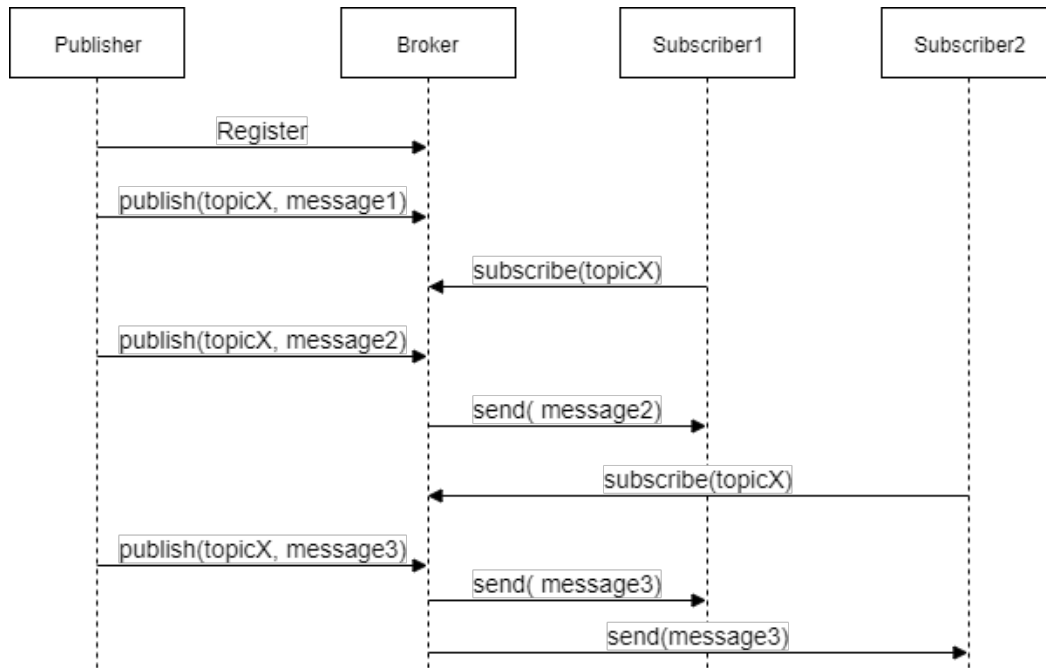 Publisher
Broker
Subscriber1
Subscriber2
Register
publish(topicX, message1)
subscribe(topicX)
publish(topicX, message2)
send( message2)
subscribe(topicX)
publish(topicX, message3)
send( message3)
send(message3)